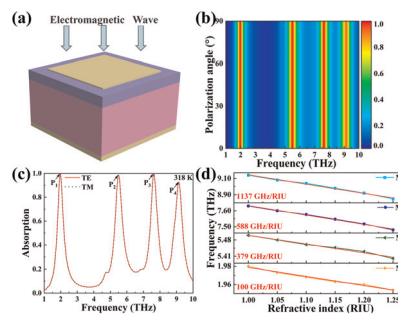 (a)
Electromagnetic Wave
(b)
Polarization angle (°)
90
60
30
0
1 2 3 4 5 6 7 8 9 10
Frequency (THz)
1.0
0.8
0.6
0.4
0.2
0.0
(c)
Absorption
1.0
0.8
0.6
0.4
0.2
0.0
P1
P2
P3
P4
318 K
TE
TM
1 2 3 4 5 6 7 8 9 10
Frequency (THz)
(d)
Frequency (THz)
9.10
8.90
1137 GHz/RIU
7.60
7.50
-588 GHz/RIU
5.48
5.41
-379 GHz/RIU
1.98
1.96
100 GHz/RIU
1.00 1.05 1.10 1.15 1.20 1.25
Refractive index (RIU)